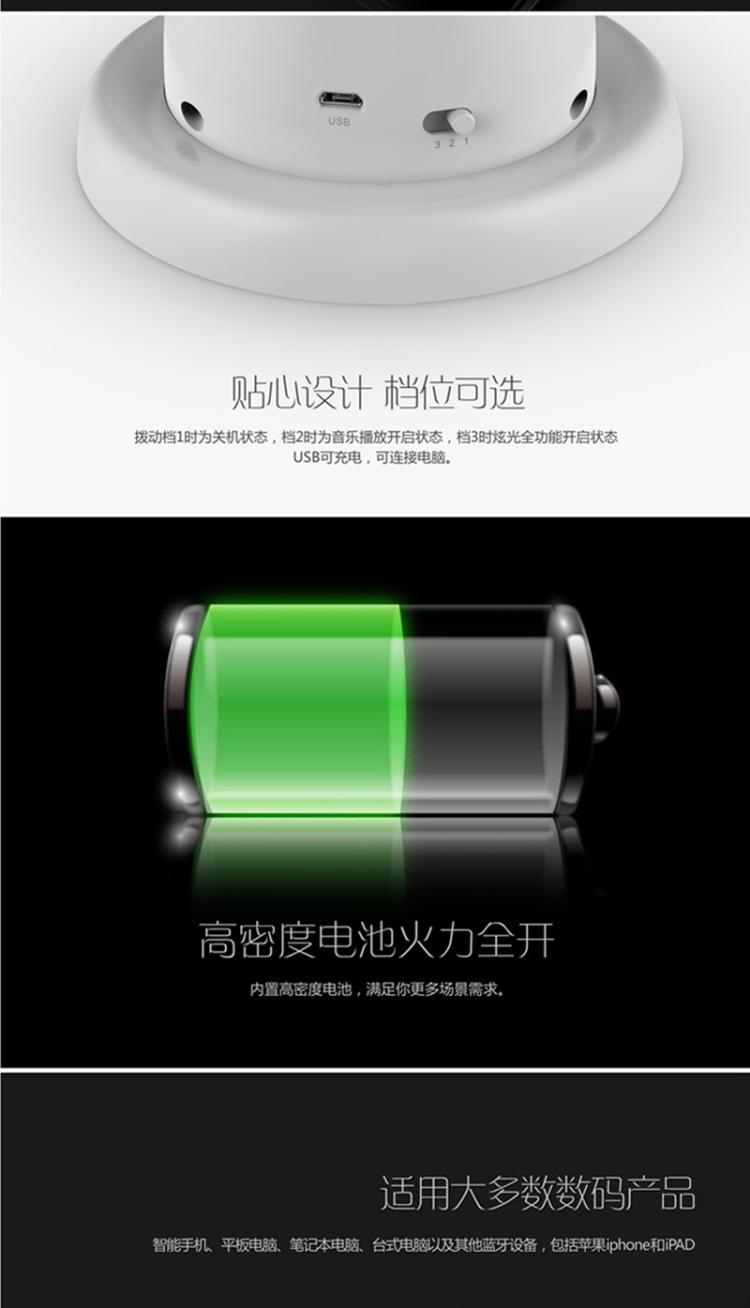 USB
3 2 1
贴心设计 档位可选
拨动档1时为关机状态，档2时为音乐播放开启状态，档3时炫光全功能开启状态
USB可充电，可连接电脑。
高密度电池火力全开
内置高密度电池，满足你更多场景需求。
适用大多数数码产品
智能手机、平板电脑、笔记本电脑、台式电脑以及其他蓝牙设备，包括苹果iphone和iPAD